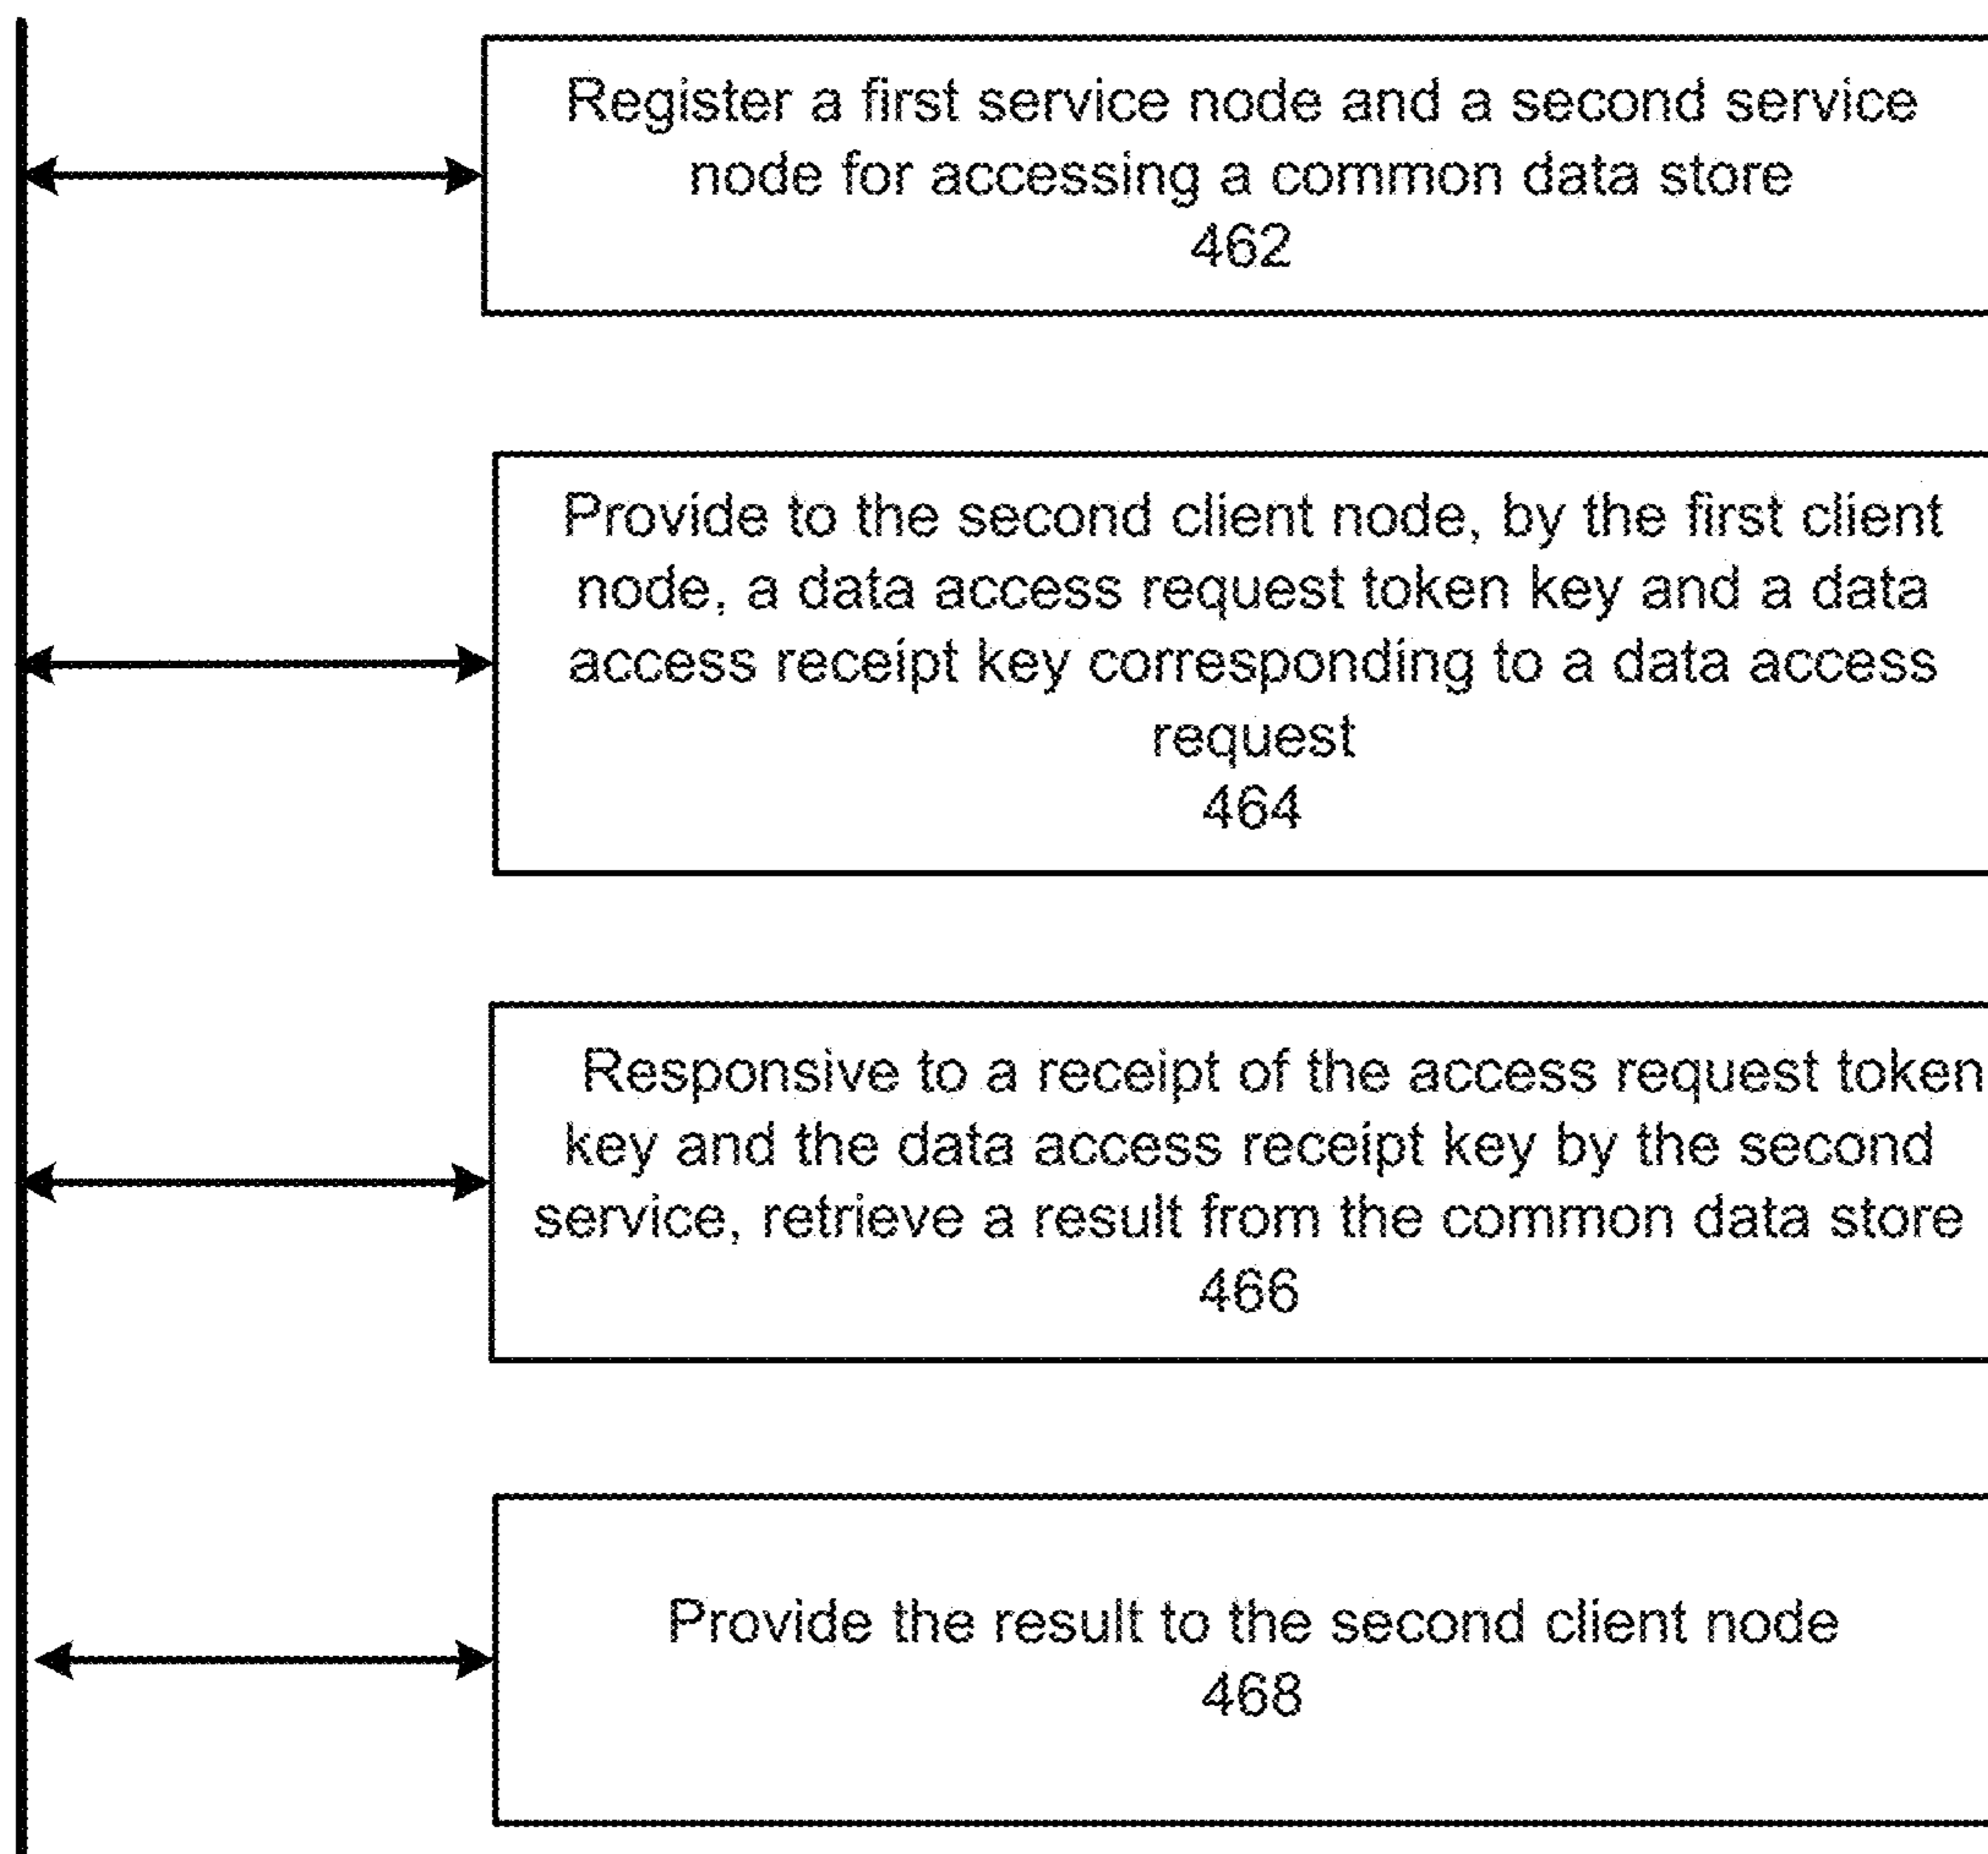 Register a first service node and a second service
node for accessing a common data store
462
Provide to the second client node, by the first client
node, a data access request token key and a data
access receipt key corresponding to a data access
request
464
Responsive to a receipt of the access request token
key and the data access receipt key by the second
service, retrieve a result from the common data store
466
Provide the result to the second client node
468